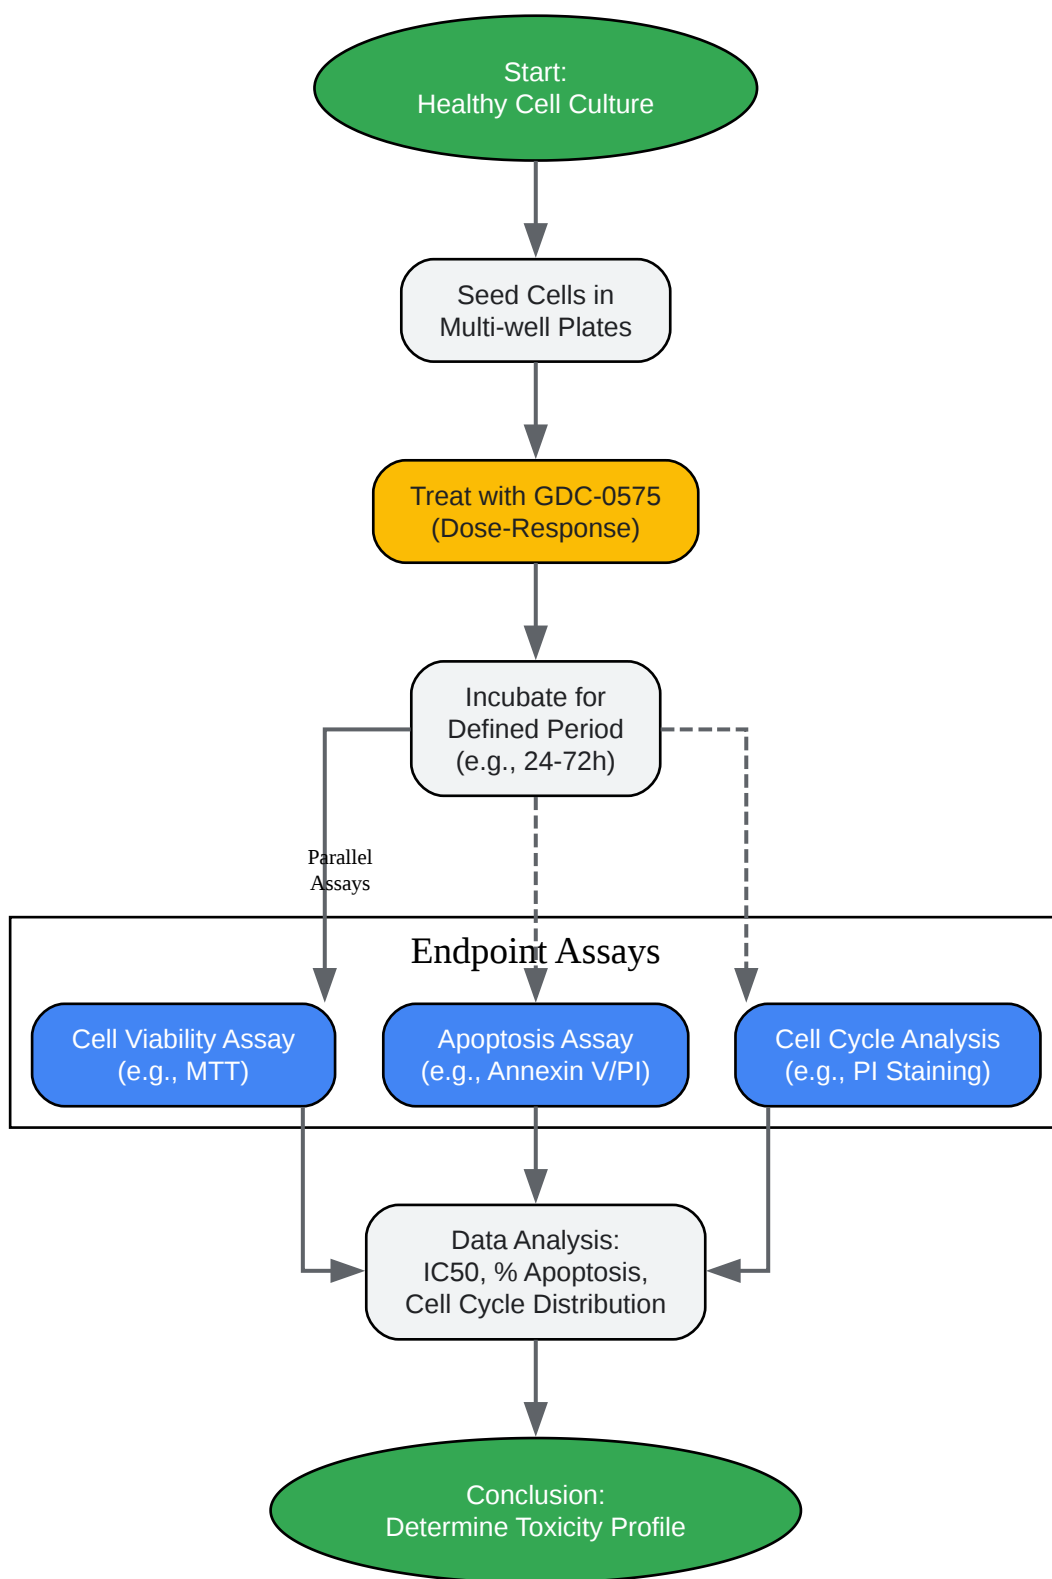 Start:
Healthy Cell Culture
Seed Cells in
Multi-well Plates
Treat with GDC-0575
(Dose-Response)
Incubate for
Defined Period
(e.g., 24-72h)
Parallel
Assays
Endpoint Assays
Cell Viability Assay
(e.g., MTT)
Apoptosis Assay
(e.g., Annexin V/PI)
Cell Cycle Analysis
(e.g., PI Staining)
Data Analysis:
IC50, % Apoptosis,
Cell Cycle Distribution
Conclusion:
Determine Toxicity Profile